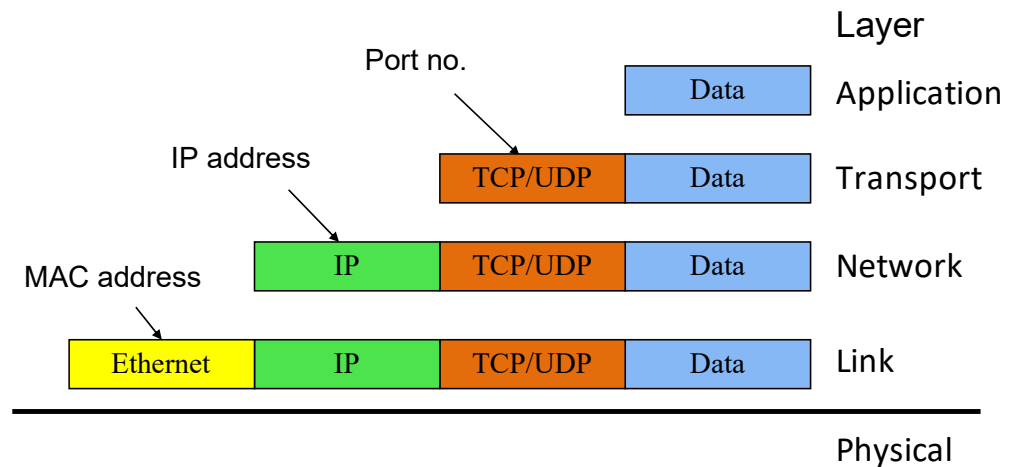 Layer
Port no.
Data
Application
IP address
TCP/UDP
Data
Transport
MAC address
IP
TCP/UDP
Data
Network
Ethernet
IP
TCP/UDP
Data
Link
Physical